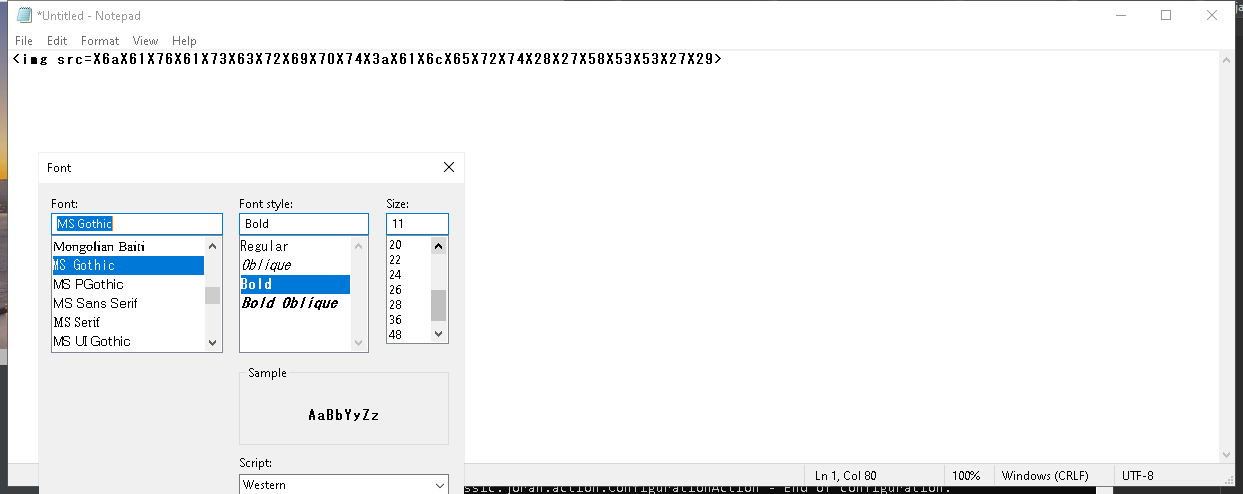 *Untitled - Notepad
File Edit Format View Help
<img src=X6aX61X76X61X73X63X72X69X70X74X3aX61X6cX65X72X74X28X27X58X53X53X27X29>
Font
Font: Font style: Size:
MS Gothic Bold 11
Mongolian Baiti Regular 20
MS Gothic Oblique 22
MS PGothic Bold 24
MS Sans Serif Bold Oblique 26
MS Serif 28
MS UI Gothic 36
48
Sample
AaBbYyZz
Script:
Western
Ln 1, Col 80 100% Windows (CRLF) UTF-8
ssic.joran.action.ConfigurationAction - End of configuration.